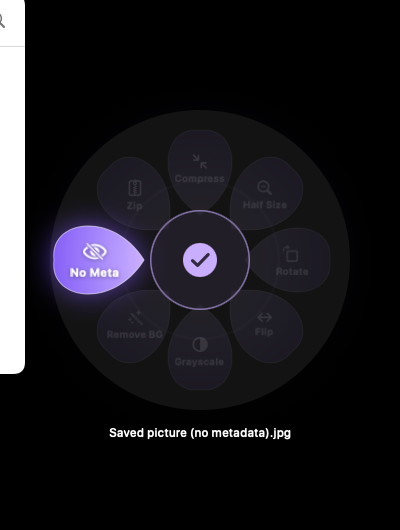 Compress
Zip
Half Size
No Meta
Rotate
Remove BG
Flip
Grayscale
Saved picture (no metadata).jpg